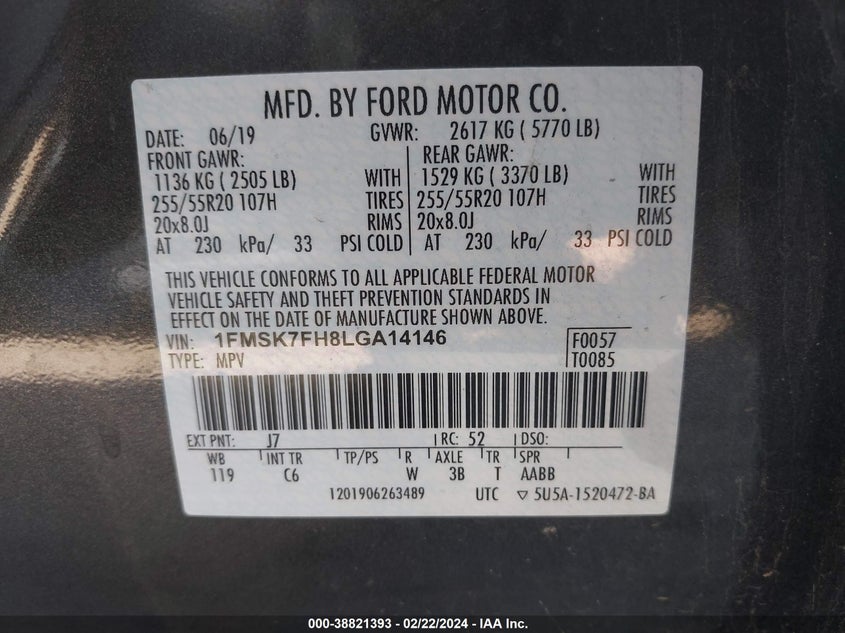 MFD. BY FORD MOTOR CO.
DATE: 06/19 GVWR: 2617 KG ( 5770 LB)
FRONT GAWR: REAR GAWR:
1136 KG ( 2505 LB) WITH 1529 KG ( 3370 LB) WITH
255/55R20 107H TIRES 255/55R20 107H TIRES
20x8.0J RIMS 20x8.0J RIMS
AT 230 kPa/ 33 PSI COLD AT 230 kPa/ 33 PSI COLD
THIS VEHICLE CONFORMS TO ALL APPLICABLE FEDERAL MOTOR
VEHICLE SAFETY AND THEFT PREVENTION STANDARDS IN
EFFECT ON THE DATE OF MANUFACTURE SHOWN ABOVE.
VIN: 1FMSK7FH8LGA14146 F0057
TYPE: MPV T0085
EXT PNT: J7 RC: 52 DSO:
WB INT TR TP/PS R AXLE TR SPR
119 C6 W 3B T AABB
1201906263489 UTC ▽ 5U5A-1520472-BA
000-38821393 - 02/22/2024 - IAA Inc.